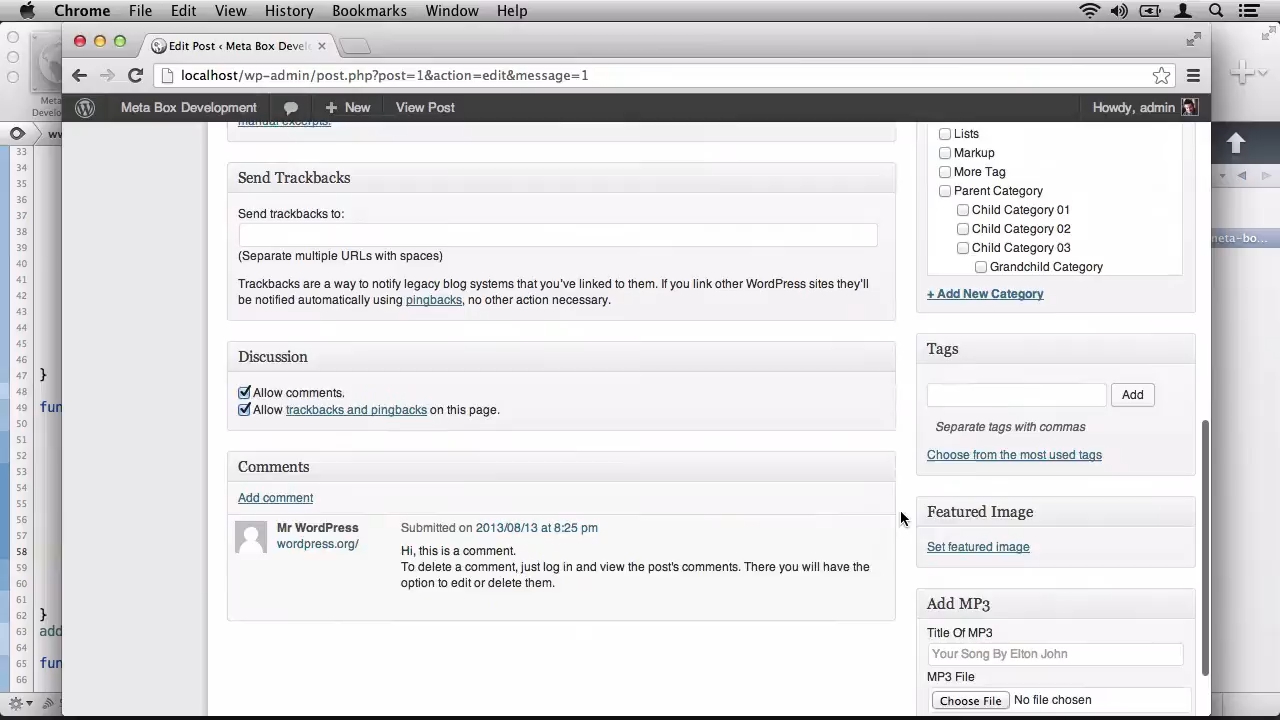 Chrome File Edit View History Bookmarks Window Help
Edit Post ‹ Meta Box Devel
localhost/wp-admin/post.php?post=1&action=edit&message=1
Meta Box Development + New View Post Howdy, admin
Meta
Develo
ww
manual excerpts.
Lists
Markup
More Tag
Parent Category
Child Category 01
Child Category 02
Child Category 03
Grandchild Category
+ Add New Category
Send Trackbacks
Send trackbacks to:
(Separate multiple URLs with spaces)
Trackbacks are a way to notify legacy blog systems that you've linked to them. If you link other WordPress sites they'll
be notified automatically using pingbacks, no other action necessary.
Discussion
Allow comments.
Allow trackbacks and pingbacks on this page.
Comments
Add comment
Mr WordPress
wordpress.org/
Submitted on 2013/08/13 at 8:25 pm
Hi, this is a comment.
To delete a comment, just log in and view the post's comments. There you will have the
option to edit or delete them.
Tags
Add
Separate tags with commas
Choose from the most used tags
Featured Image
Set featured image
Add MP3
Title Of MP3
Your Song By Elton John
MP3 File
Choose File No file chosen
33
34
35
36
37
38
39
40
41
42
43
44
45
46
47 }
48
49 fun
50
51
52
53
54
55
56
57
58
59
60
61
62 }
63 add
64
65 fun
66
meta-bo...